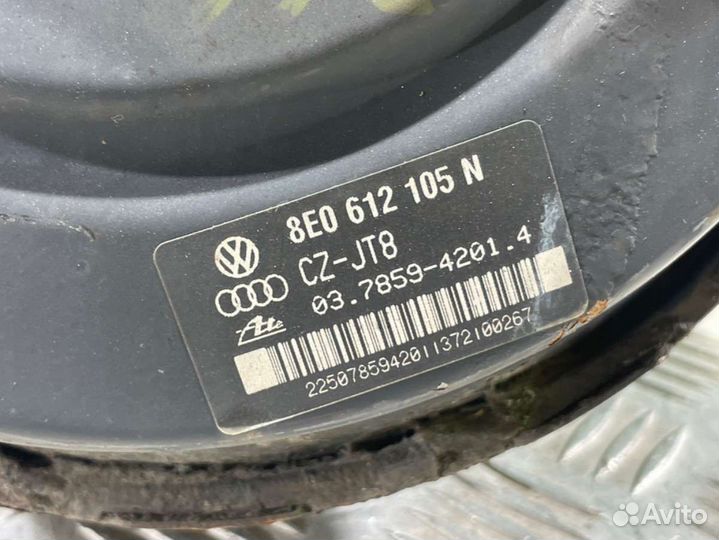 8E0 612 105 N
CZ-JT8
03.7859-4201.4
Ate
2250785942011372100267
Avito